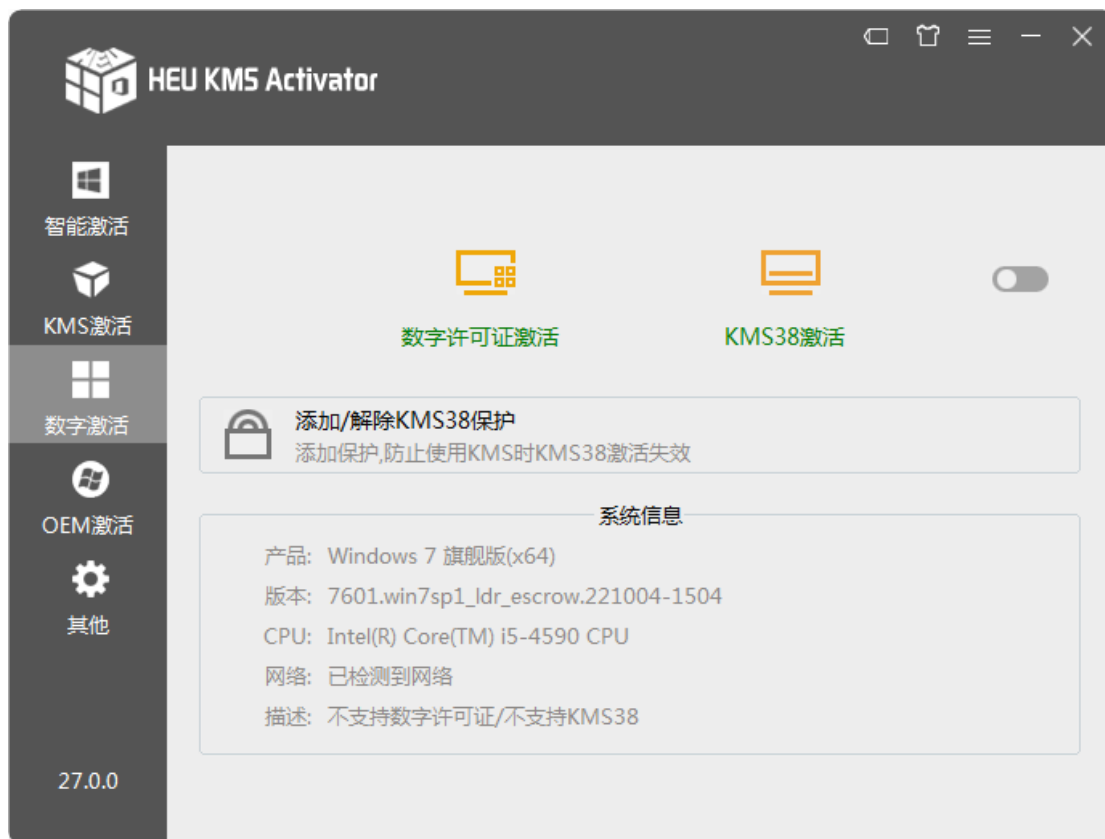 HEU KMS Activator
智能激活
KMS激活
数字激活
OEM激活
其他
27.0.0
数字许可证激活
KMS38激活
添加/解除KMS38保护
添加保护,防止使用KMS时KMS38激活失效
系统信息
产品: Windows 7 旗舰版(x64)
版本: 7601.win7sp1_ldr_escrow.221004-1504
CPU: Intel(R) Core(TM) i5-4590 CPU
网络: 已检测到网络
描述: 不支持数字许可证/不支持KMS38